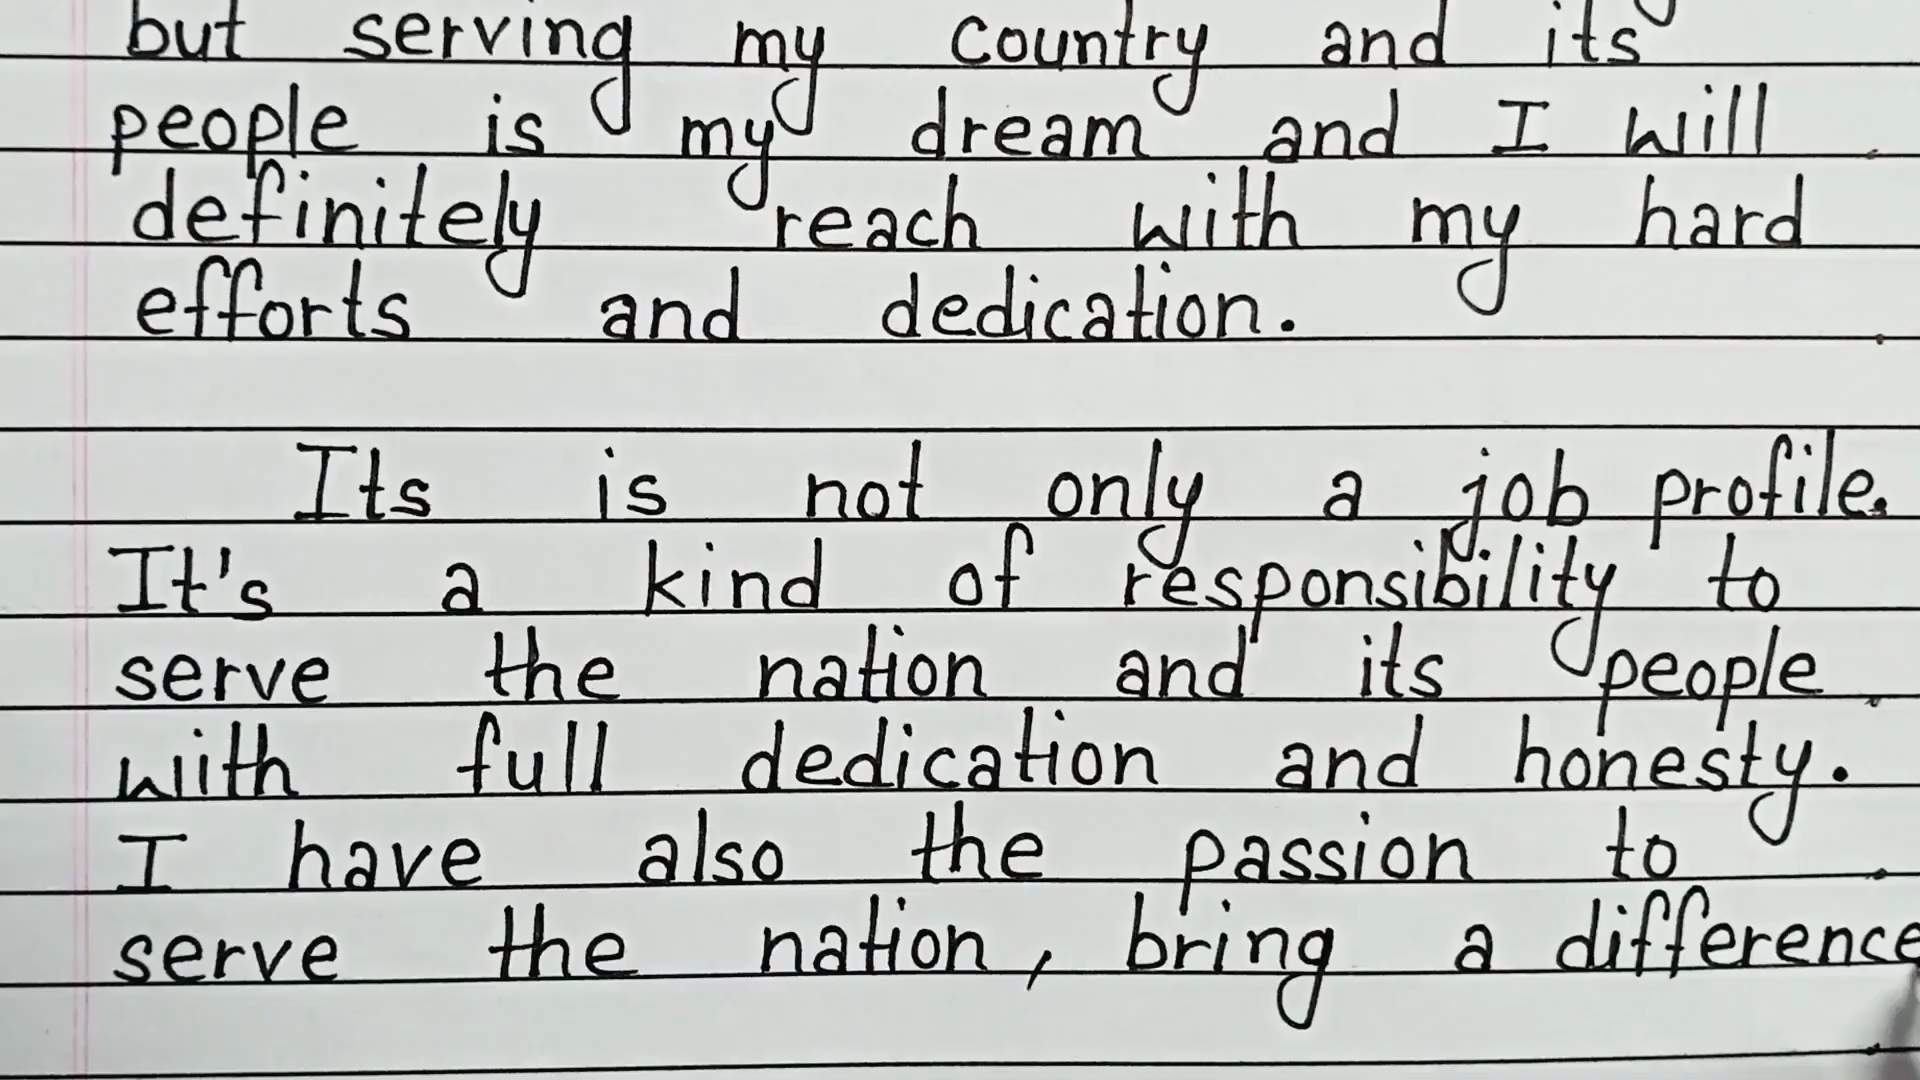 but serving my country and its
people is my dream and I will
definitely reach with my hard
efforts and dedication.
Its is not only a job profile.
It's a kind of responsibility to
serve the nation and its people
with full dedication and honesty.
I have also the passion to
serve the nation, bring a difference